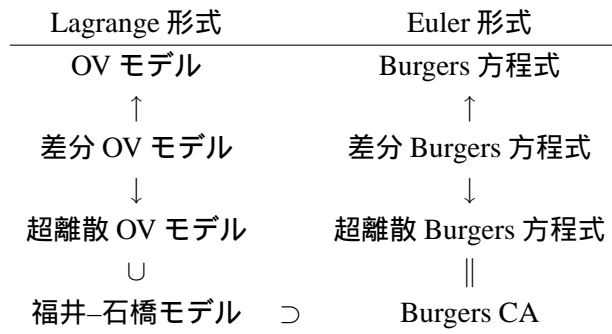 Lagrange 形式 Euler 形式
OV モデル Burgers 方程式
↑ ↑
差分 OV モデル 差分 Burgers 方程式
↓ ↓
超離散 OV モデル 超離散 Burgers 方程式
∪ ||
福井–石橋モデル ⊃ Burgers CA